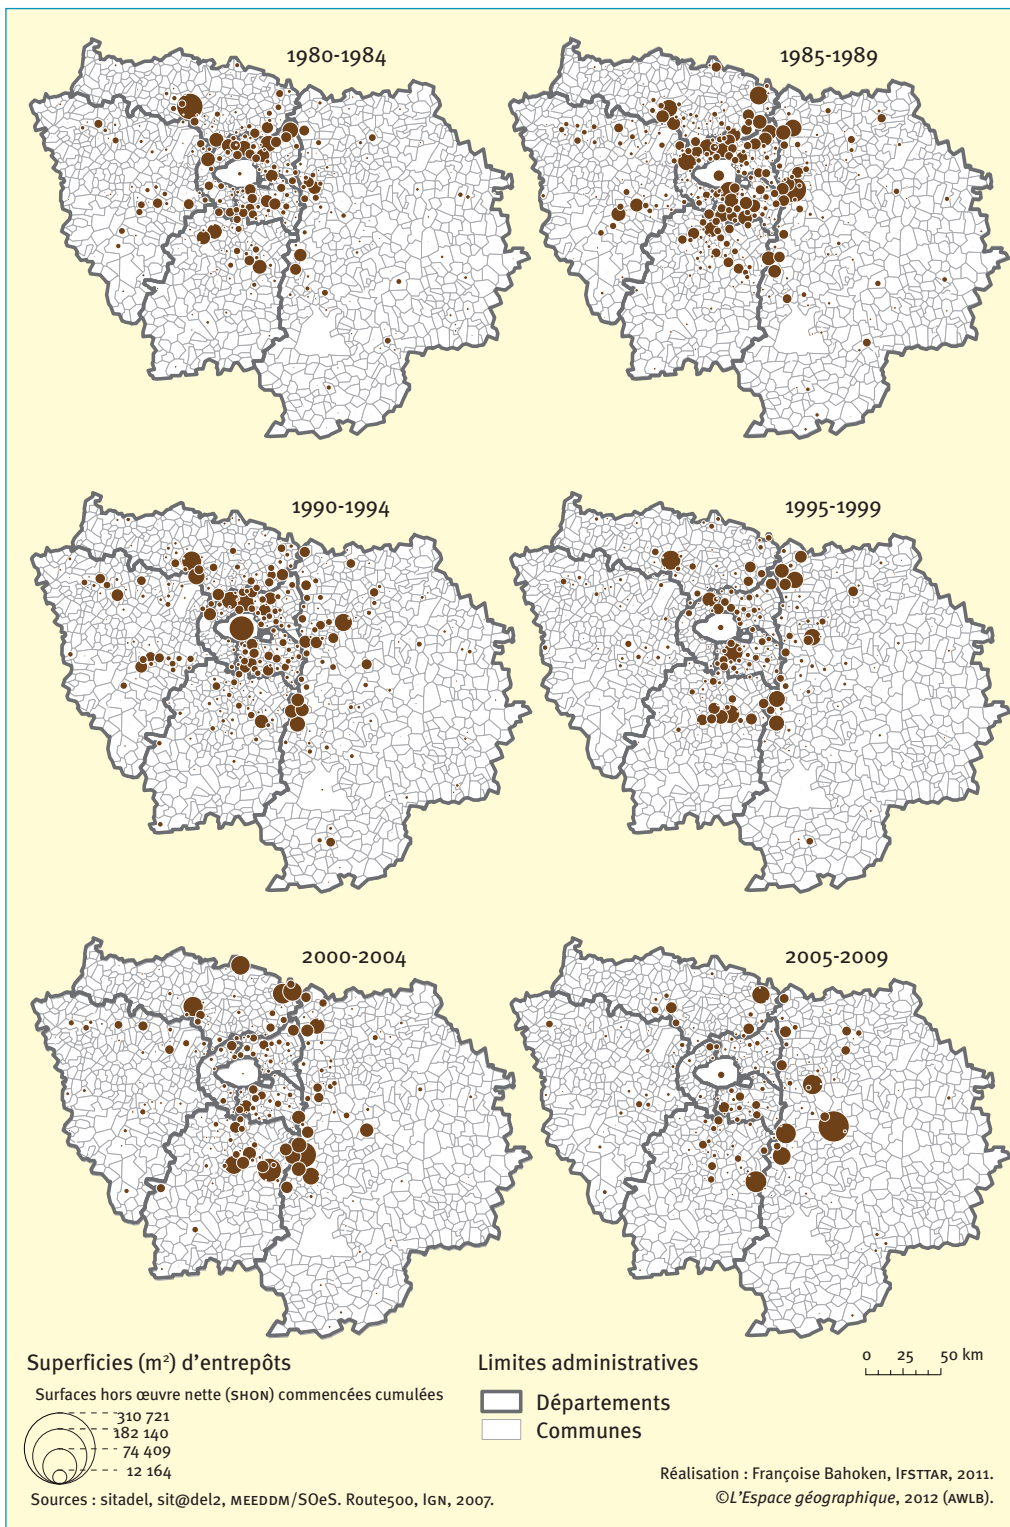 1980-1984
1985-1989
1990-1994
1995-1999
2000-2004
2005-2009
Superficies (m²) d'entrepôts
Surfaces hors œuvre nette (SHON) commencées cumulées
310 721
182 140
74 409
12 164
Limites administratives
Départements
Communes
0 25 50 km
Réalisation : Françoise Bahoken, IFSTTAR, 2011.
Sources : sitadel, sit@del2, MEEDDM/SOeS. Route500, IGN, 2007.
©L'Espace géographique, 2012 (AWLB).